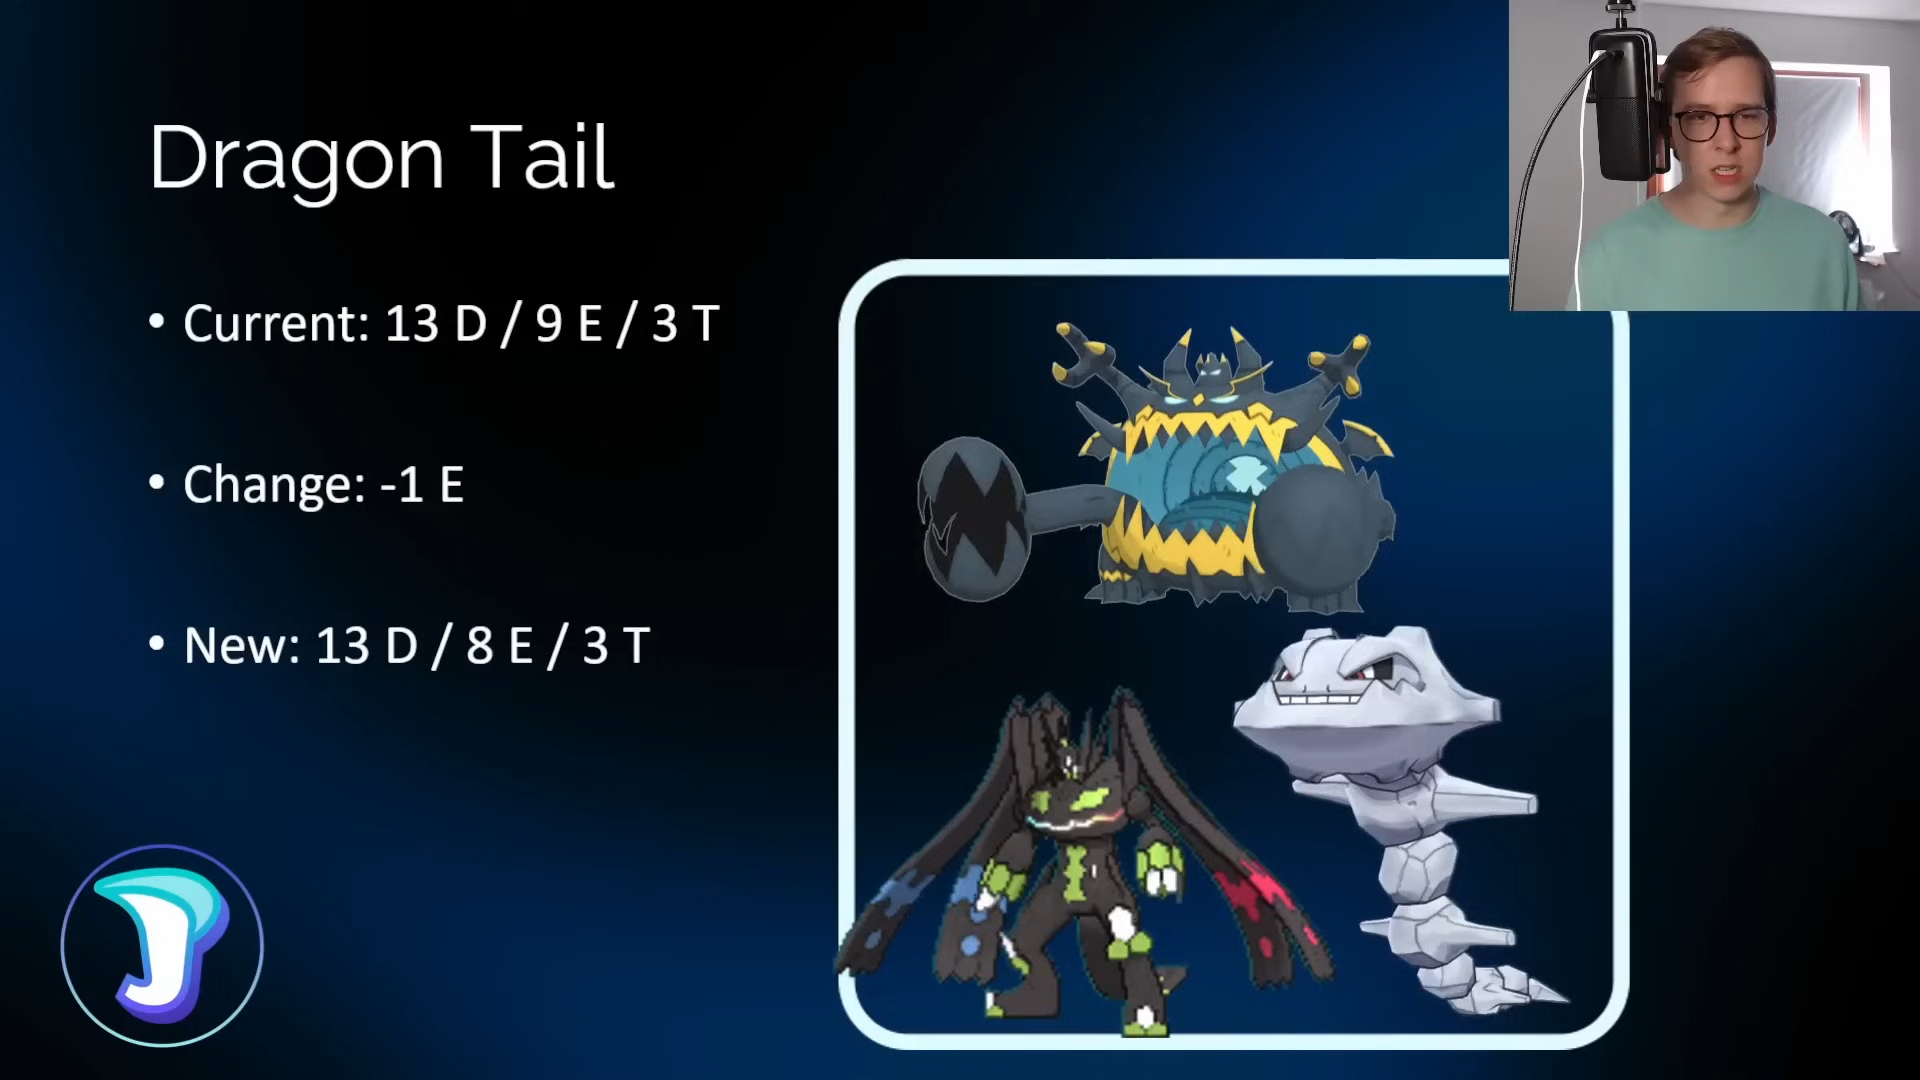 Dragon Tail
• Current: 13 D / 9 E / 3 T
• Change: -1 E
• New: 13 D / 8 E / 3 T
J